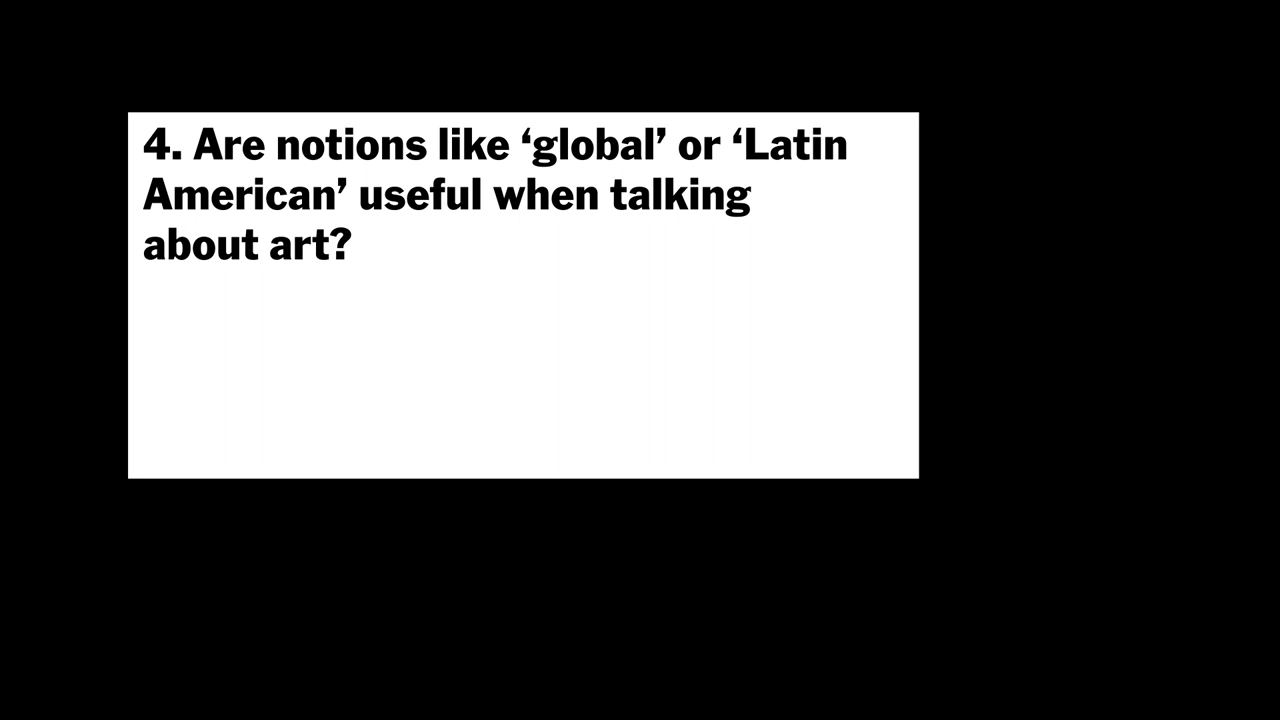 4. Are notions like ‘global’ or ‘Latin
American’ useful when talking
about art?